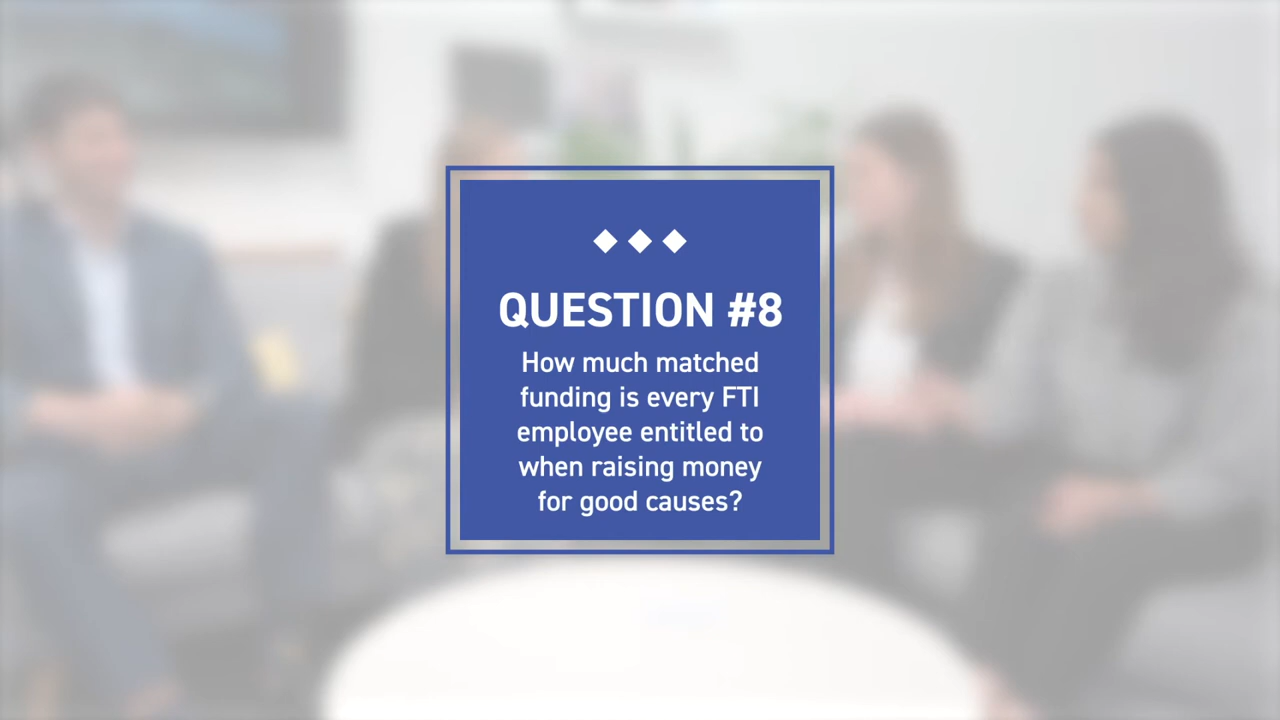 QUESTION #8
How much matched
funding is every FTI
employee entitled to
when raising money
for good causes?